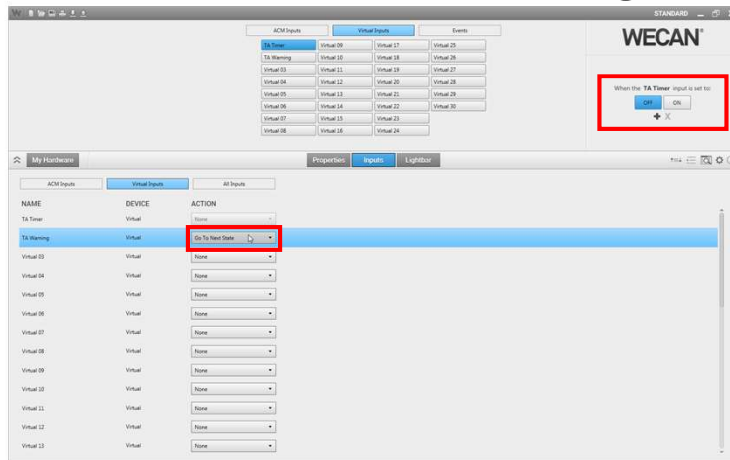 STANDARD
ACM Inputs Virtual Inputs Events
TA Timer Virtual 09 Virtual 17 Virtual 25
TA Warning Virtual 10 Virtual 18 Virtual 26
Virtual 03 Virtual 11 Virtual 19 Virtual 27
Virtual 04 Virtual 12 Virtual 20 Virtual 28
Virtual 05 Virtual 13 Virtual 21 Virtual 29
Virtual 06 Virtual 14 Virtual 22 Virtual 30
Virtual 07 Virtual 15 Virtual 23
Virtual 08 Virtual 16 Virtual 24
WECAN®
When the TA Timer input is set to:
OFF ON
My Hardware Properties Inputs Lightbar
ACM Inputs Virtual Inputs All Inputs
NAME DEVICE ACTION
TA Timer Virtual None
TA Warning Virtual Go To Next State
Virtual 03 Virtual None
Virtual 04 Virtual None
Virtual 05 Virtual None
Virtual 06 Virtual None
Virtual 07 Virtual None
Virtual 08 Virtual None
Virtual 09 Virtual None
Virtual 10 Virtual None
Virtual 11 Virtual None
Virtual 12 Virtual None
Virtual 13 Virtual None